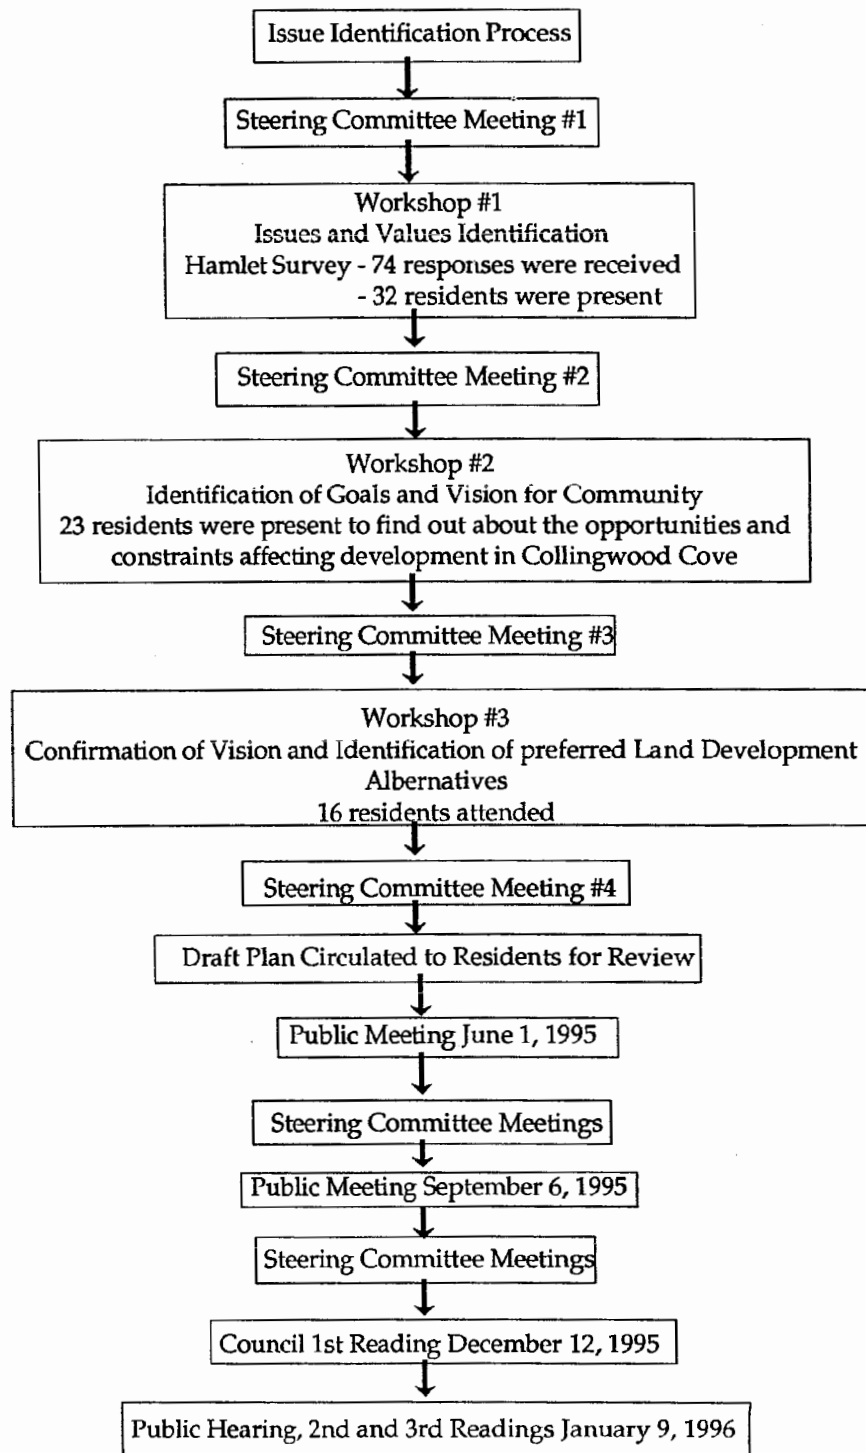 Issue Identification Process
Steering Committee Meeting #1
Workshop #1
Issues and Values Identification
Hamlet Survey - 74 responses were received
- 32 residents were present
Steering Committee Meeting #2
Workshop #2
Identification of Goals and Vision for Community
23 residents were present to find out about the opportunities and
constraints affecting development in Collingwood Cove
Steering Committee Meeting #3
Workshop #3
Confirmation of Vision and Identification of preferred Land Development
Albernatives
16 residents attended
Steering Committee Meeting #4
Draft Plan Circulated to Residents for Review
Public Meeting June 1, 1995
Steering Committee Meetings
Public Meeting September 6, 1995
Steering Committee Meetings
Council 1st Reading December 12, 1995
Public Hearing, 2nd and 3rd Readings January 9, 1996